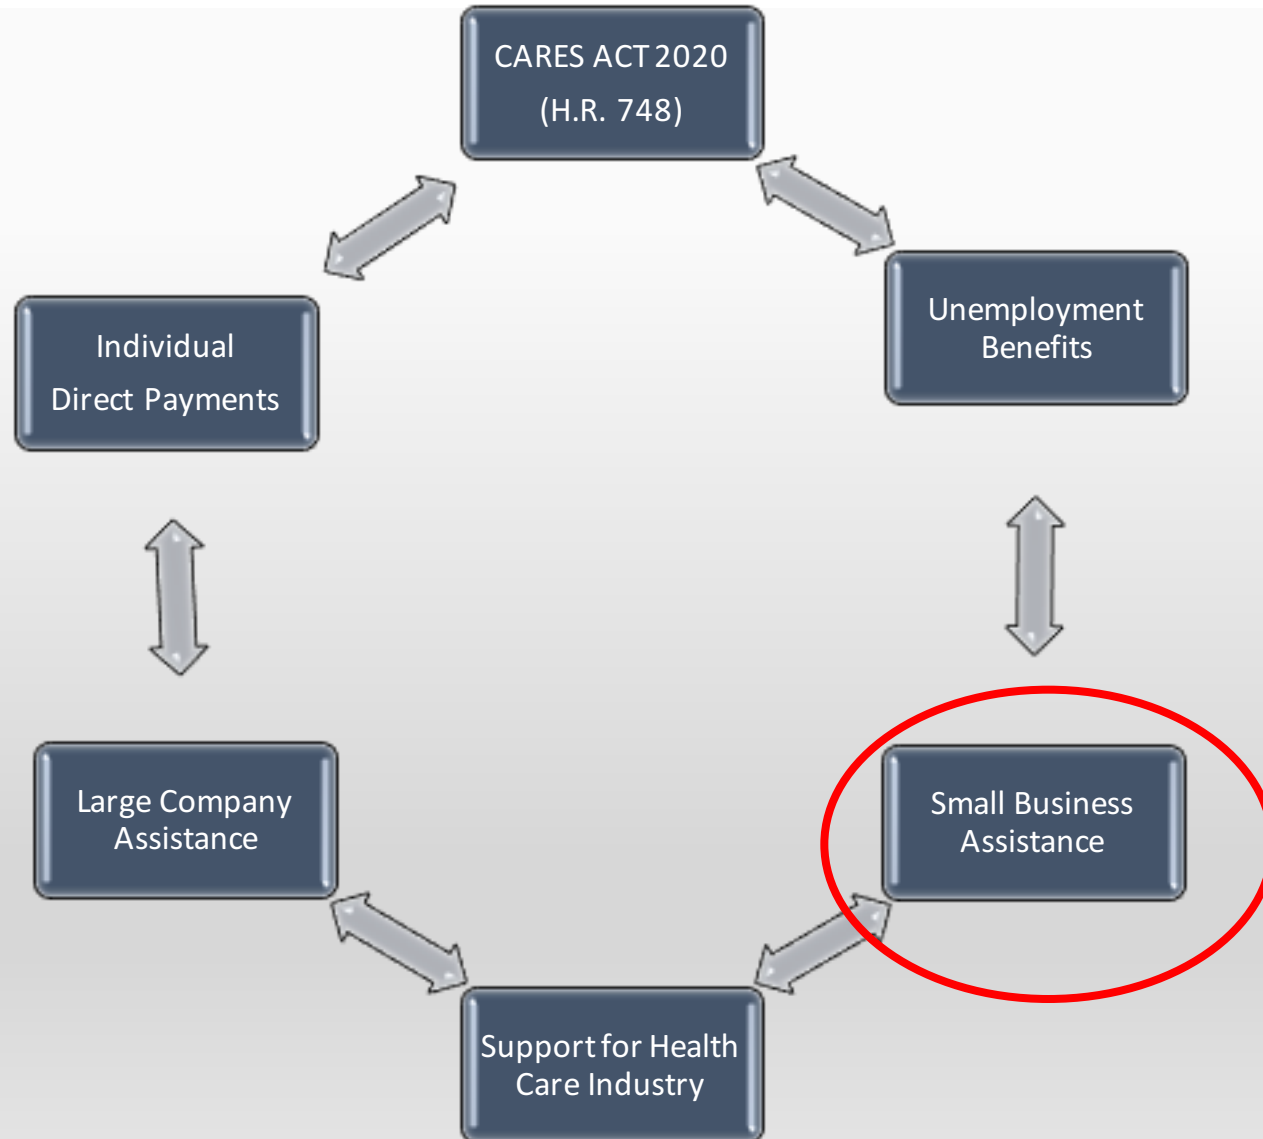 CARES ACT 2020
(H.R. 748)
Unemployment
Benefits
Individual
Direct Payments
Large Company
Assistance
Small Business
Assistance
Support for Health
Care Industry